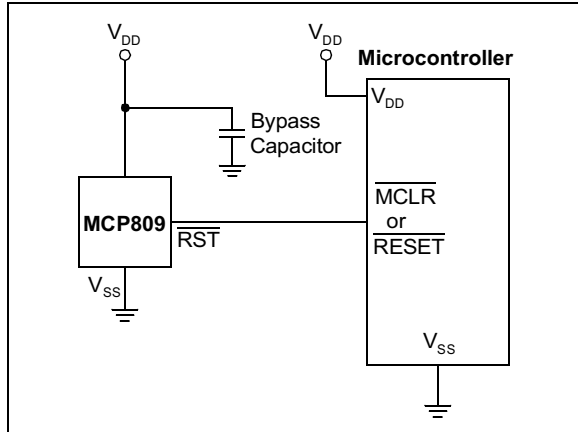 VDD
VDD
Microcontroller
VDD
Bypass
Capacitor
MCLR
or
RESET
MCP809
RST
VSS
VSS